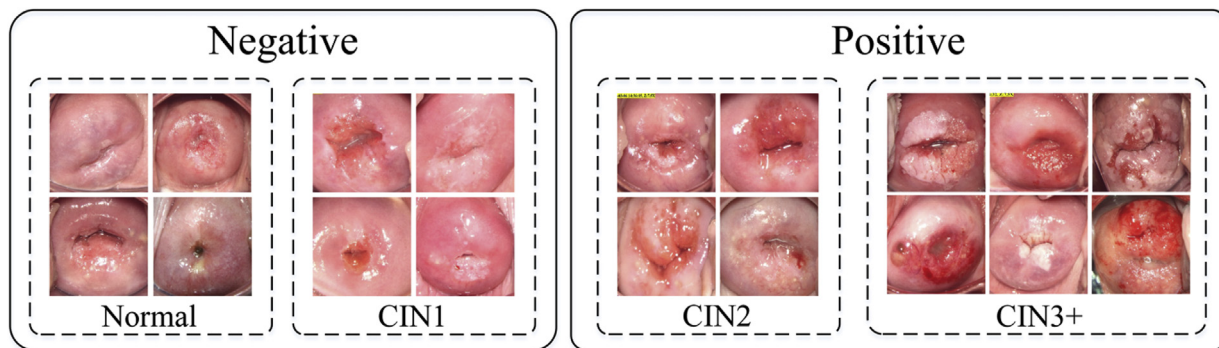 Negative
Positive
Normal
CIN1
CIN2
CIN3+